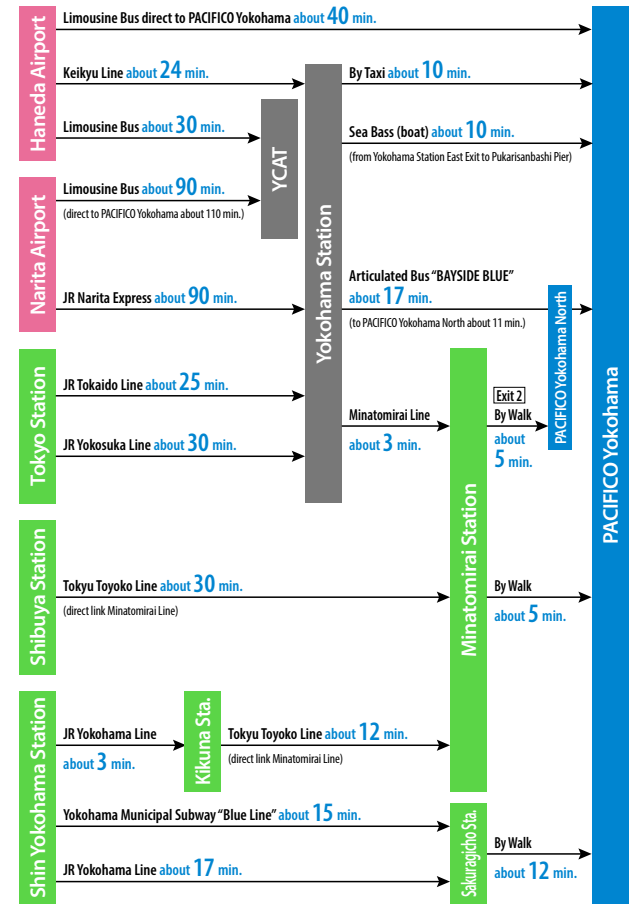 Haneda Airport
Limousine Bus direct to PACIFICO Yokohama about 40 min.
Keikyu Line about 24 min.
Limousine Bus about 30 min.
Narita Airport
Limousine Bus about 90 min.
(direct to PACIFICO Yokohama about 110 min.)
JR Narita Express about 90 min.
YCAT
Tokyo Station
JR Tokaido Line about 25 min.
JR Yokosuka Line about 30 min.
Yokohama Station
By Taxi about 10 min.
Sea Bass (boat) about 10 min.
(from Yokohama Station East Exit to Pukarisanbashi Pier)
Articulated Bus “BAYSIDE BLUE”
about 17 min.
(to PACIFICO Yokohama North about 11 min.)
Minatomirai Line
about 3 min.
Shibuya Station
Tokyu Toyoko Line about 30 min.
(direct link Minatomirai Line)
Shin Yokohama Station
JR Yokohama Line
about 3 min.
Kikuna Sta.
Tokyu Toyoko Line about 12 min.
(direct link Minatomirai Line)
Yokohama Municipal Subway “Blue Line” about 15 min.
JR Yokohama Line about 17 min.
Minatomirai Station
Exit 2
By Walk
about
5 min.
PACIFICO Yokohama North
By Walk
about 5 min.
Sakuragicho Sta.
By Walk
about 12 min.
PACIFICO Yokohama